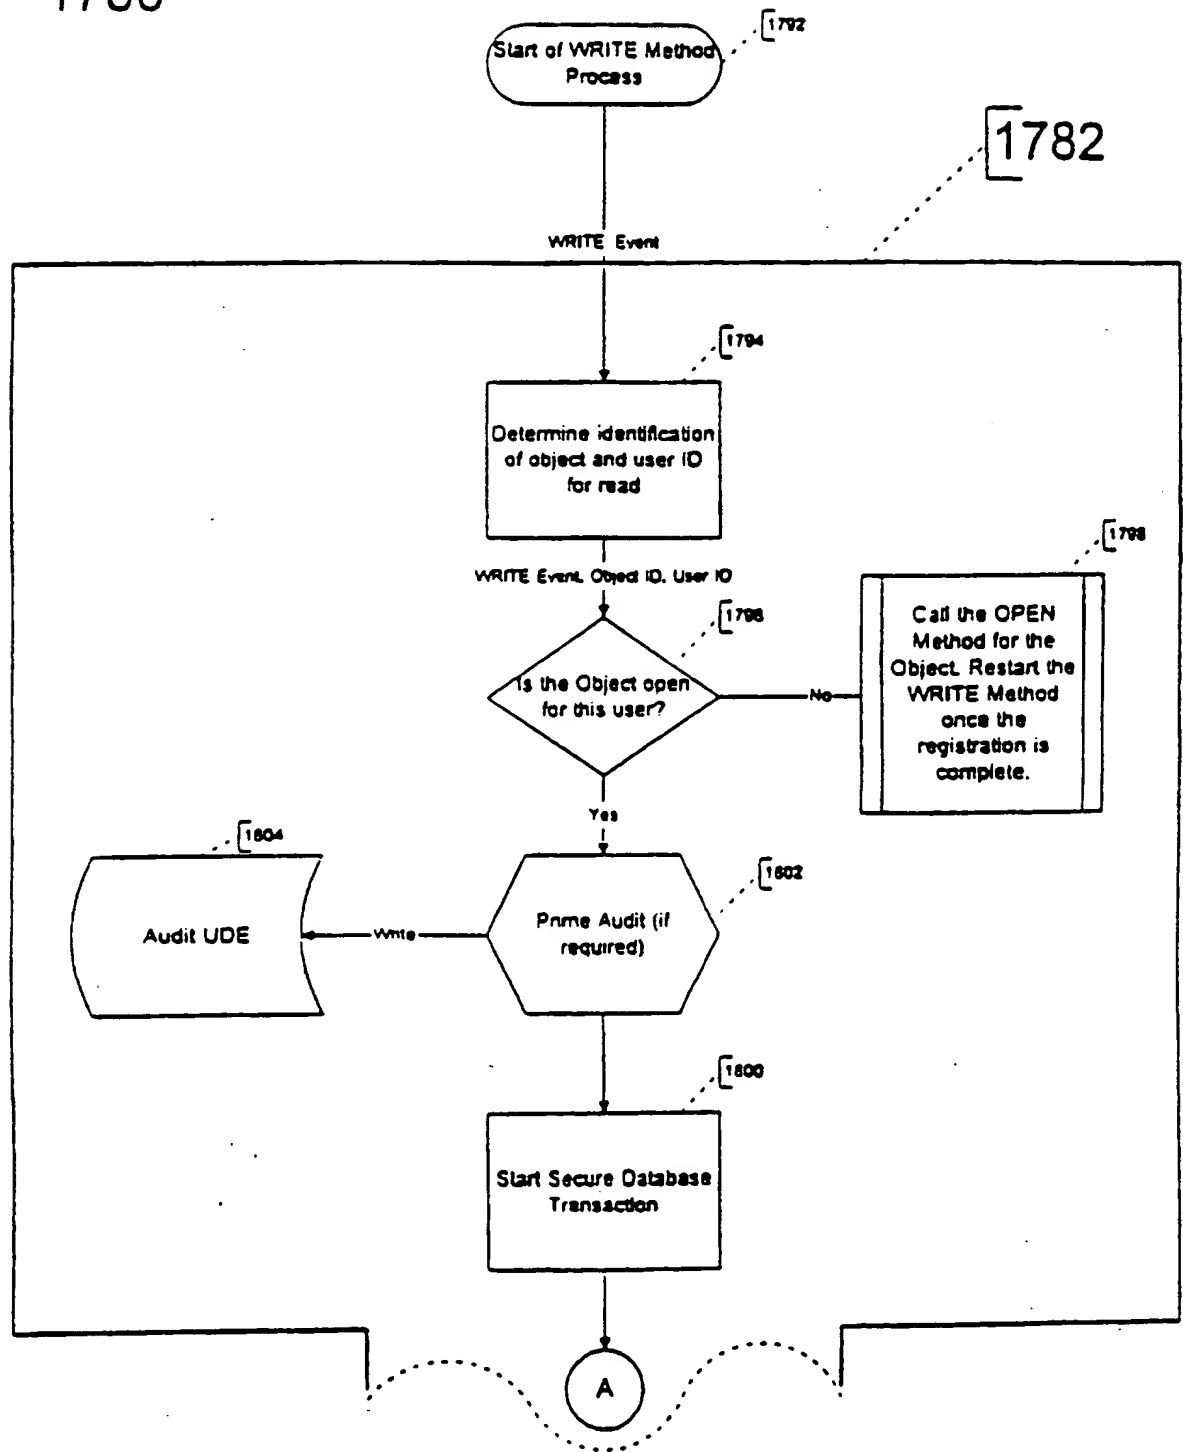 1792
Start of WRITE Method
Process
1782
WRITE Event
1794
Determine identification
of object and user ID
for read
WRITE Event, Object ID, User ID
1796
Is the Object open
for this user?
No
1798
Call the OPEN
Method for the
Object. Restart the
WRITE Method
once the
registration is
complete.
Yes
1804
Audit UDE
Write
1802
Prime Audit (if
required)
1800
Start Secure Database
Transaction
A